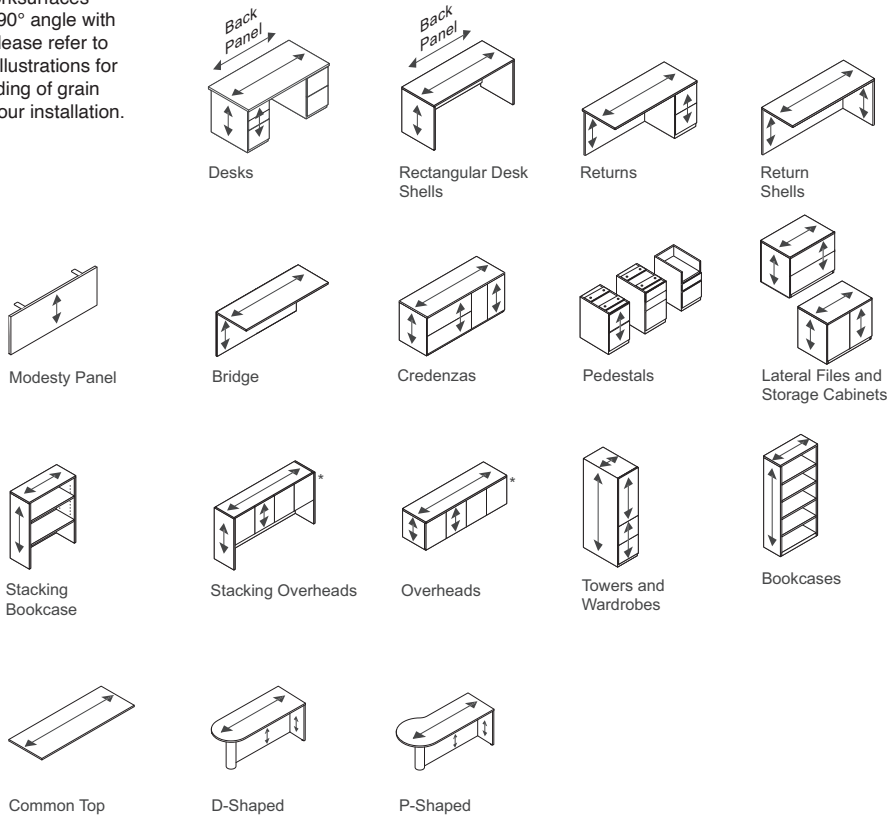 90° angle with
lease refer to
llustrations for
ding of grain
our installation.
Back
Panel
Back
Panel
Desks
Rectangular Desk
Shells
Returns
Return
Shells
Modesty Panel
Bridge
Credenzas
Pedestals
Lateral Files and
Storage Cabinets
*
*
Stacking
Bookcase
Stacking Overheads
Overheads
Towers and
Wardrobes
Bookcases
Common Top
D-Shaped
P-Shaped